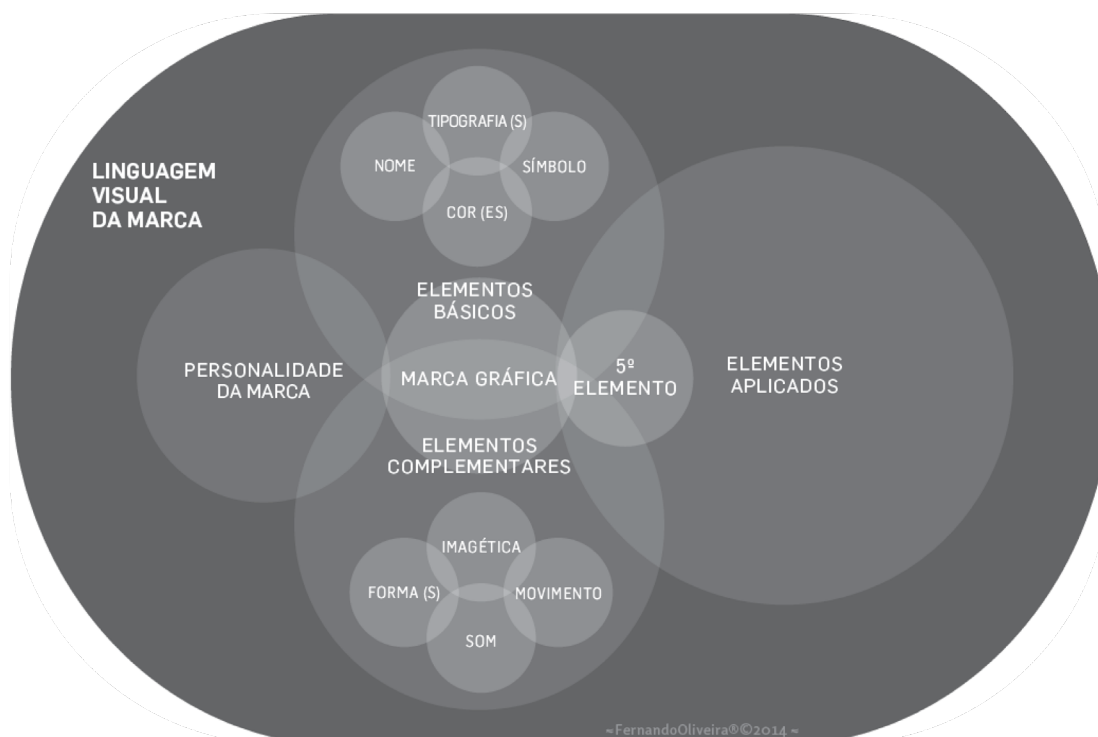 LINGUAGEM
VISUAL
DA MARCA
TIPOGRAFIA (S)
NOME
SÍMBOLO
COR (ES)
ELEMENTOS
BÁSICOS
PERSONALIDADE
DA MARCA
MARCA GRÁFICA
5º
ELEMENTO
ELEMENTOS
APLICADOS
ELEMENTOS
COMPLEMENTARES
IMAGÉTICA
FORMA (S)
MOVIMENTO
SOM
~FernandoOliveira®©2014 ~